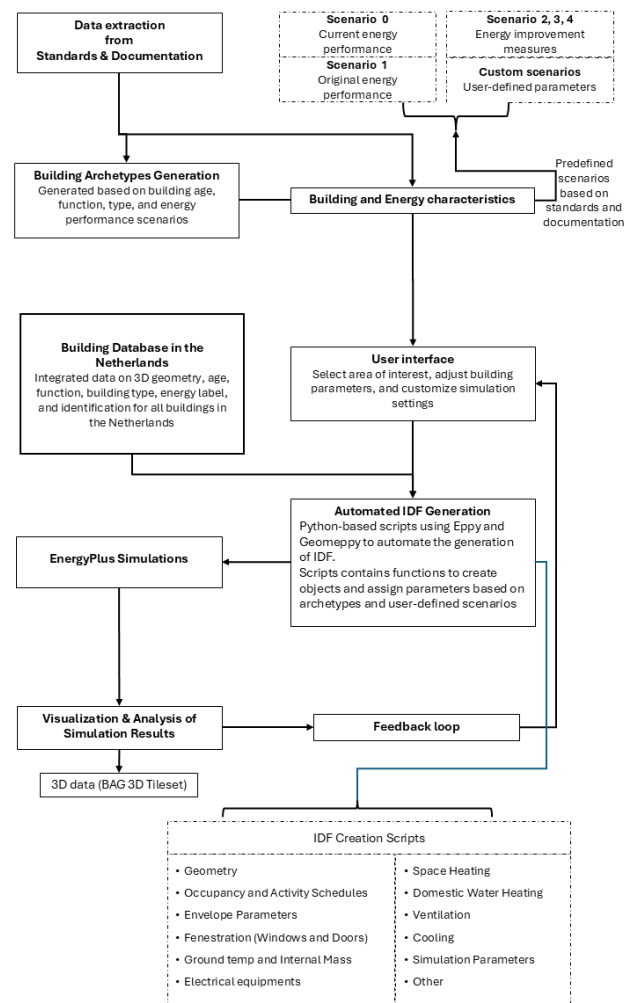 Data extraction
from
Standards & Documentation
Scenario 0
Current energy
performance
Scenario 1
Original energy
performance
Scenario 2, 3, 4
Energy improvement
measures
Custom scenarios
User-defined parameters
Building Archetypes Generation
Generated based on building age,
function, type, and energy
performance scenarios
Building and Energy characteristics
Predefined
scenarios
based on
standards and
documentation
Building Database in the
Netherlands
Integrated data on 3D geometry, age,
function, building type, energy label,
and identification for all buildings in
the Netherlands
User interface
Select area of interest, adjust building
parameters, and customize simulation
settings
Automated IDF Generation
Python-based scripts using Eppy and
Geomeppy to automate the generation
of IDF.
Scripts contains functions to create
objects and assign parameters based on
archetypes and user-defined scenarios
EnergyPlus Simulations
Visualization & Analysis of
Simulation Results
Feedback loop
3D data (BAG 3D Tileset)
IDF Creation Scripts
• Geometry
• Occupancy and Activity Schedules
• Envelope Parameters
• Fenestration (Windows and Doors)
• Ground temp and Internal Mass
• Electrical equipments
• Space Heating
• Domestic Water Heating
• Ventilation
• Cooling
• Simulation Parameters
• Other